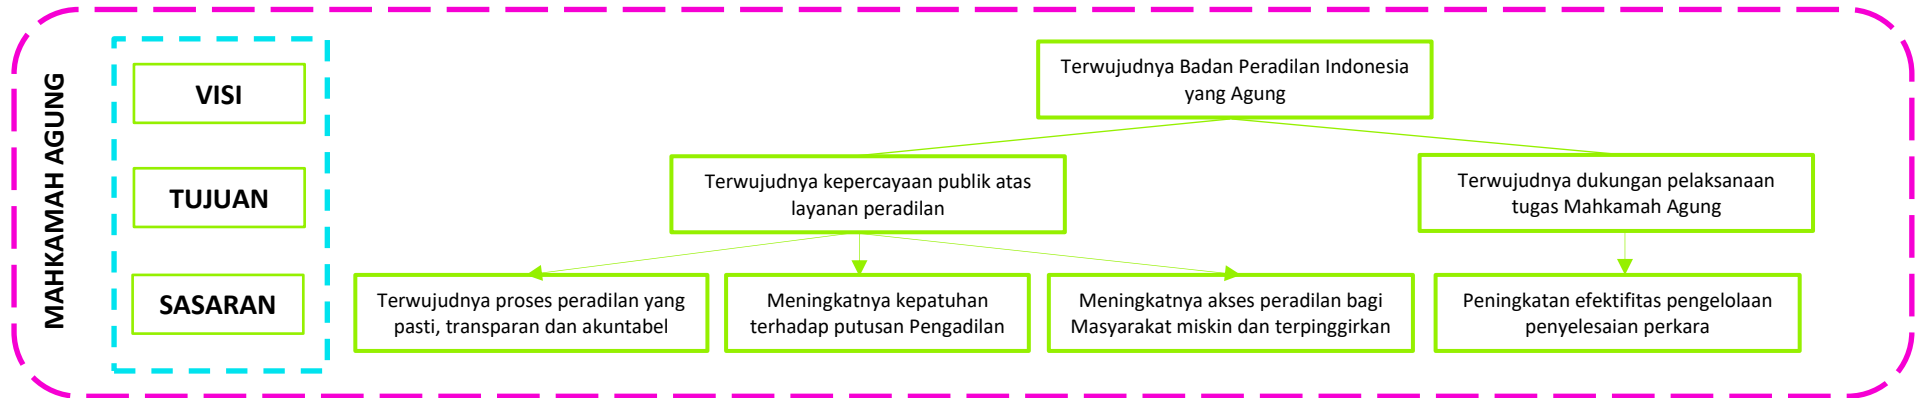 MAHKAMAH AGUNG
VISI
Terwujudnya Badan Peradilan Indonesia
yang Agung
TUJUAN
Terwujudnya kepercayaan publik atas
layanan peradilan
Terwujudnya dukungan pelaksanaan
tugas Mahkamah Agung
SASARAN
Terwujudnya proses peradilan yang
pasti, transparan dan akuntabel
Meningkatnya kepatuhan
terhadap putusan Pengadilan
Meningkatnya akses peradilan bagi
Masyarakat miskin dan terpinggirkan
Peningkatan efektifitas pengelolaan
penyelesaian perkara